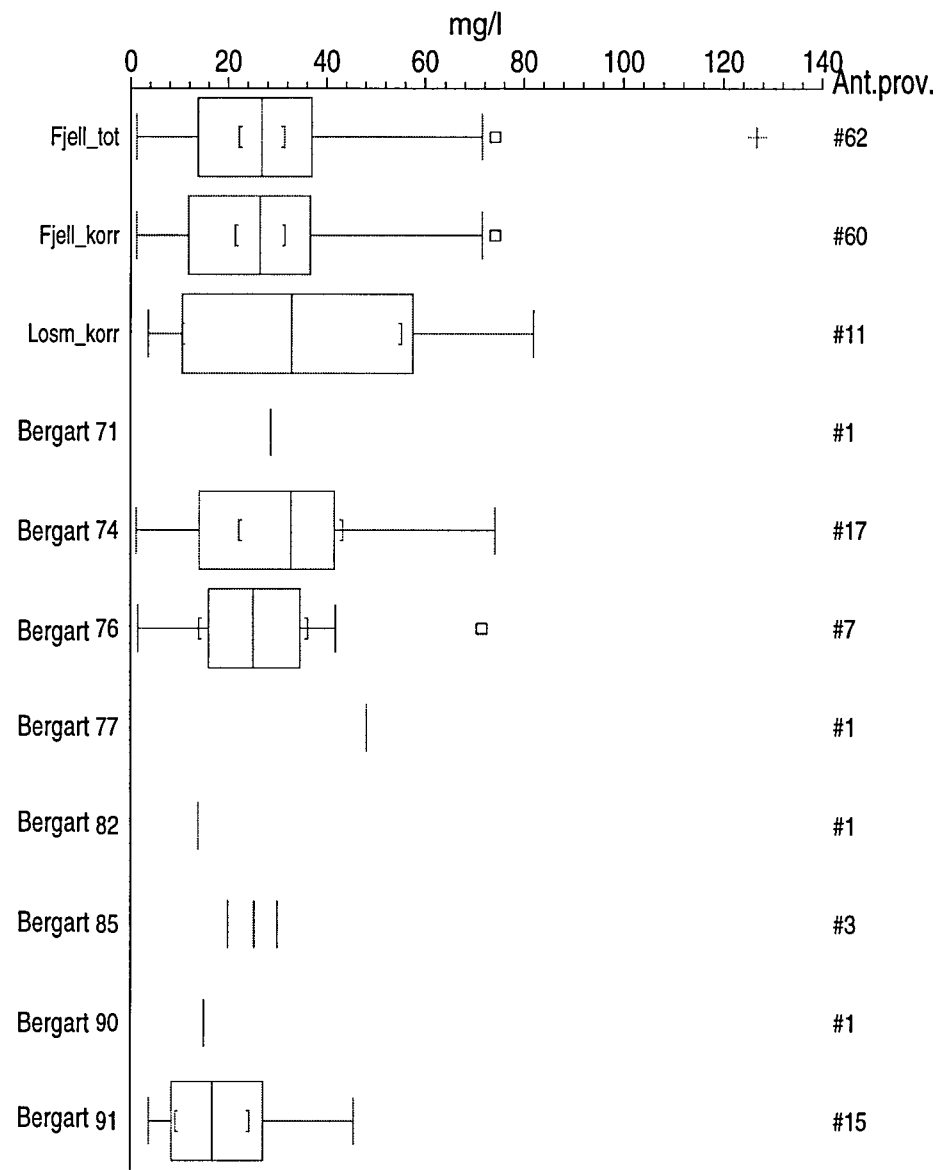 mg/l
0 20 40 60 80 100 120 140
Ant.prov.
Fjell_tot #62
Fjell_korr #60
Losm_korr #11
Bergart 71 #1
Bergart 74 #17
Bergart 76 #7
Bergart 77 #1
Bergart 82 #1
Bergart 85 #3
Bergart 90 #1
Bergart 91 #15